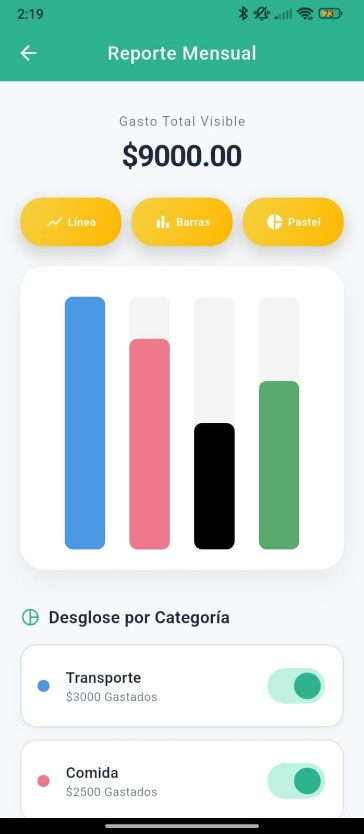 2:19
73
Reporte Mensual
Gasto Total Visible
$9000.00
Linea
Barras
Pastel
Desglose por Categoría
Transporte
$3000 Gastados
Comida
$2500 Gastados